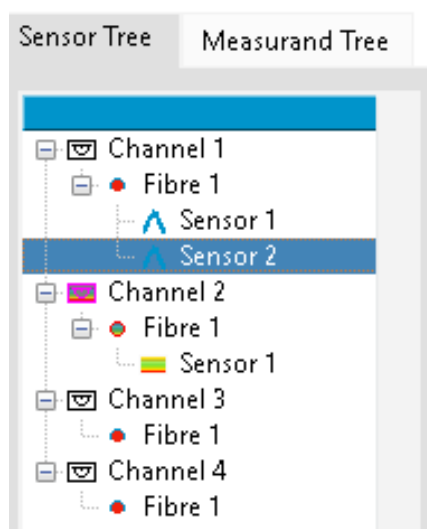 Sensor Tree Measurand Tree
Channel 1
Fibre 1
Sensor 1
Sensor 2
Channel 2
Fibre 1
Sensor 1
Channel 3
Fibre 1
Channel 4
Fibre 1